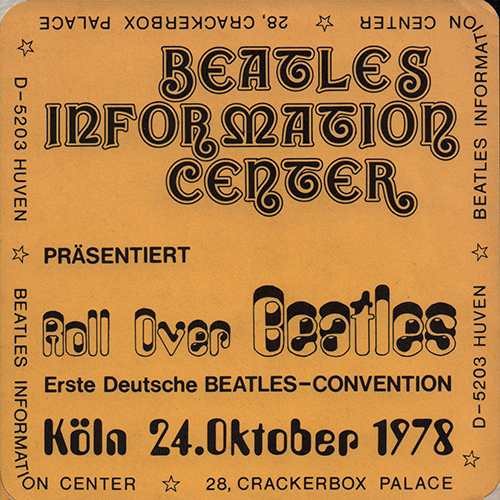 BEATLES
INFORMATION
CENTER
PRÄSENTIERT
Roll Over Beatles
Erste Deutsche BEATLES-CONVENTION
Köln 24.Oktober 1978
BEATLES INFORMATION CENTER ☆ 28, CRACKERBOX PALACE ☆ D-5203 HUVEN ☆
BEATLES INFORMATION CENTER ☆ 28, CRACKERBOX PALACE ☆ D-5203 HUVEN ☆